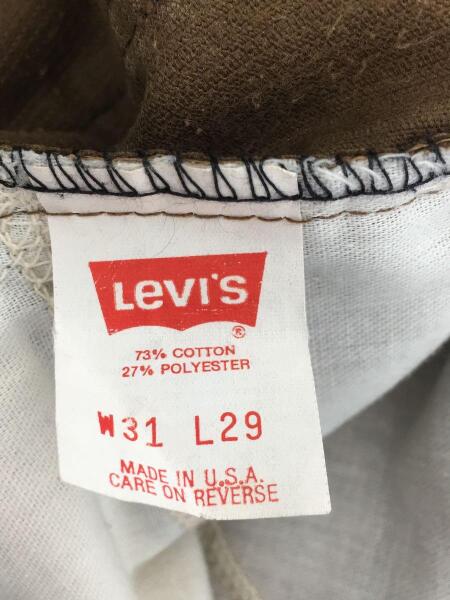 Levi's
®
73% COTTON
27% POLYESTER
W31 L29
MADE IN U.S.A.
CARE ON REVERSE